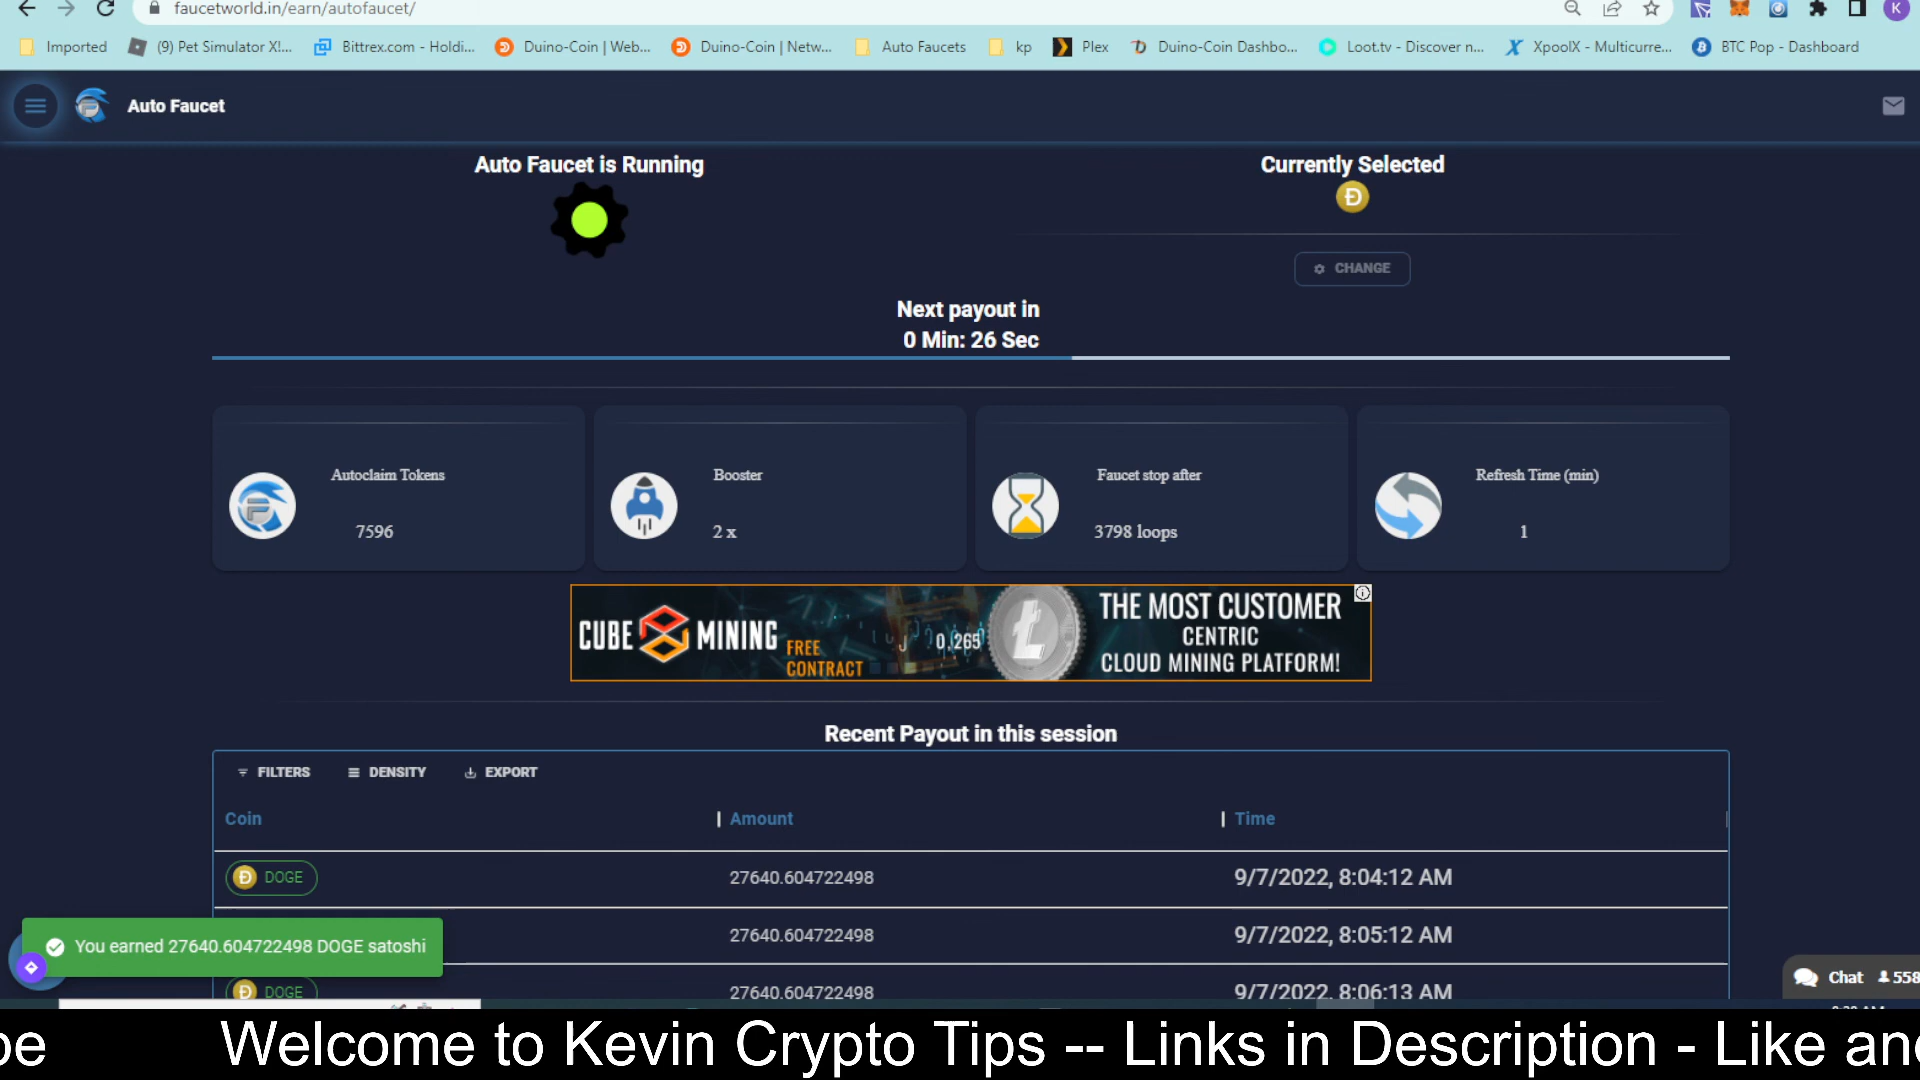 faucetworld.in/earn/autofaucet/
K
Imported
(9) Pet Simulator X!...
Bittrex.com - Holdi...
Duino-Coin | Web...
Duino-Coin | Netw...
Auto Faucets
kp
Plex
Duino-Coin Dashbo...
Loot.tv - Discover n...
XpoolX - Multicurre...
BTC Pop - Dashboard
Auto Faucet
Auto Faucet is Running
Currently Selected
CHANGE
Next payout in
0 Min: 26 Sec
Autoclaim Tokens
7596
Booster
2 x
Faucet stop after
3798 loops
Refresh Time (min)
1
CUBE MINING
FREE
CONTRACT
0.265
THE MOST CUSTOMER
CENTRIC
CLOUD MINING PLATFORM!
Recent Payout in this session
FILTERS
DENSITY
EXPORT
Coin
Amount
Time
DOGE
27640.604722498
9/7/2022, 8:04:12 AM
27640.604722498
9/7/2022, 8:05:12 AM
You earned 27640.604722498 DOGE satoshi
DOGE
27640.604722498
9/7/2022, 8:06:13 AM
Chat
558
be Welcome to Kevin Crypto Tips -- Links in Description - Like an